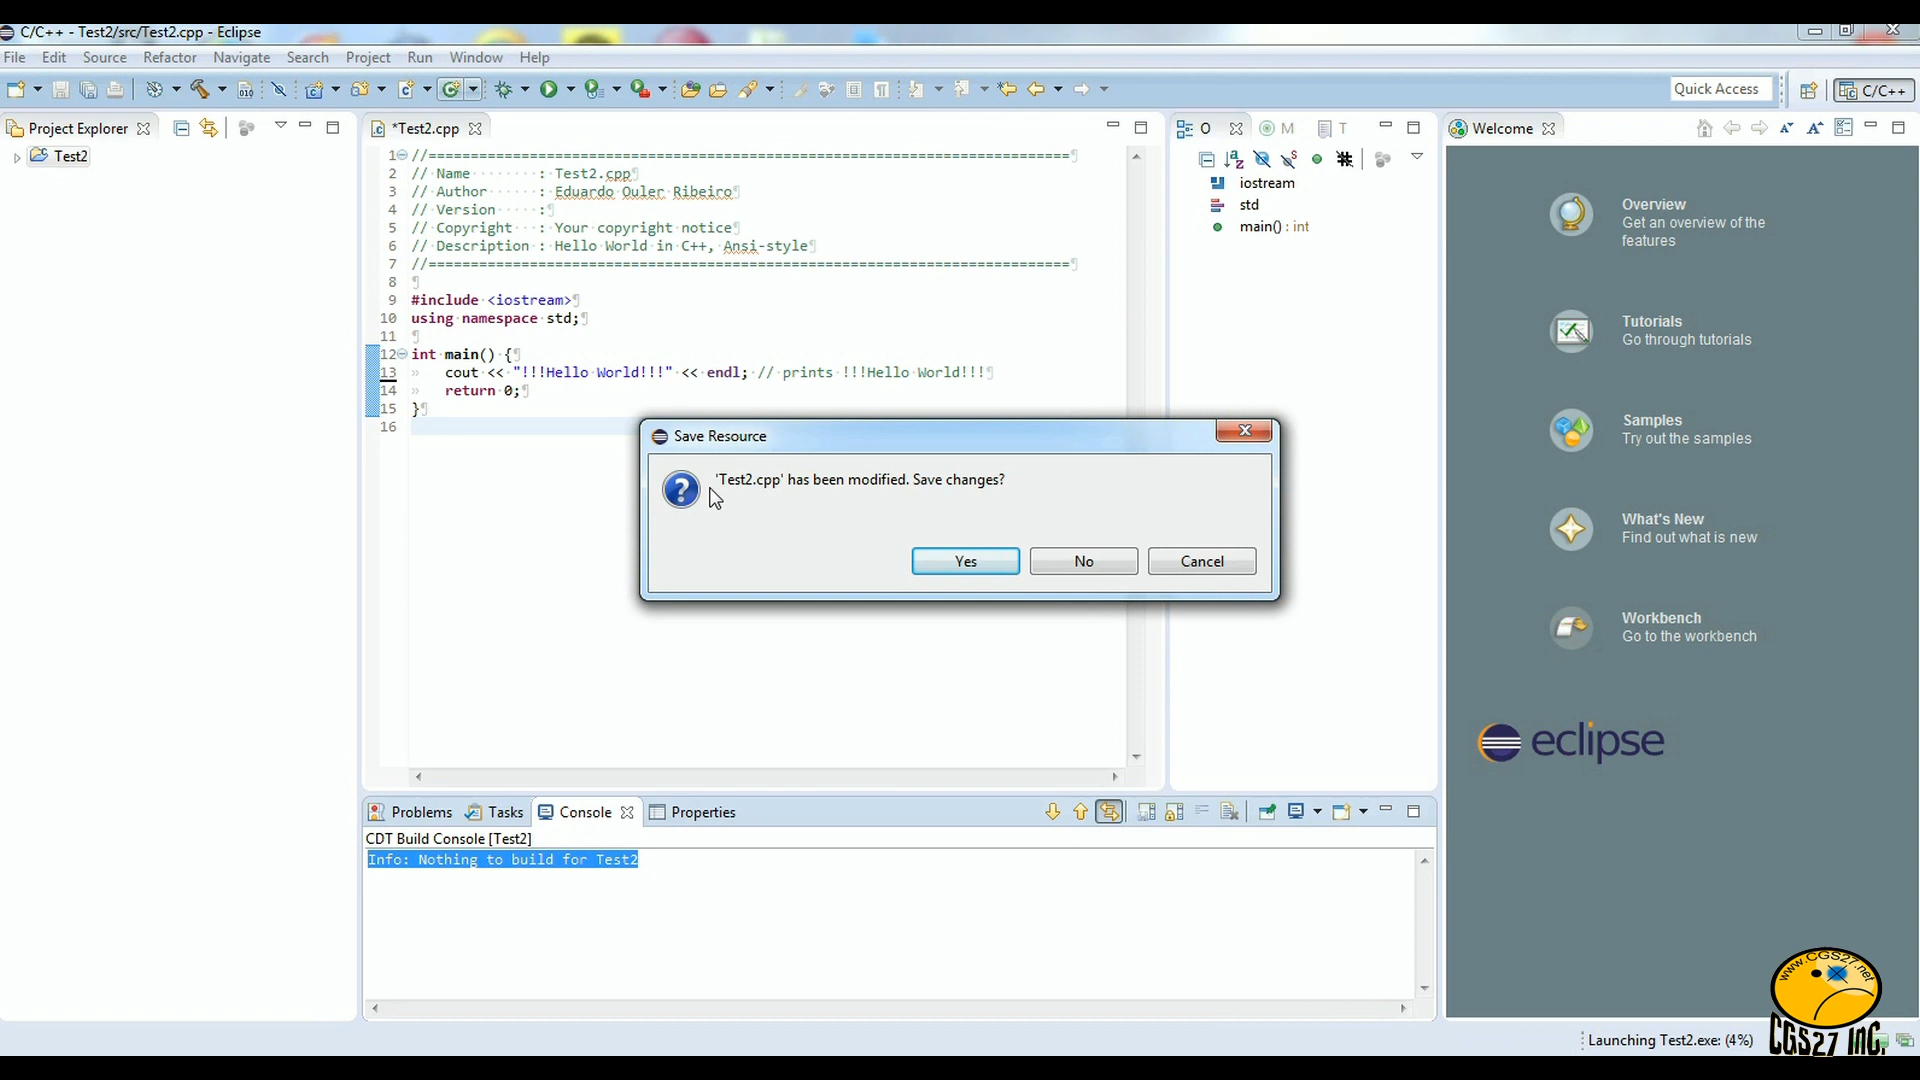 C/C++ - Test2/src/Test2.cpp - Eclipse
File Edit Source Refactor Navigate Search Project Run Window Help
010
Quick Access
C/C++
Project Explorer
*Test2.cpp
O
M
T
Welcome
Test2
1 //============================================================================
2 // Name        : Test2.cpp
3 // Author      : Eduardo Ouler Ribeiro
4 // Version     :
5 // Copyright   : Your copyright notice
6 // Description : Hello World in C++, Ansi-style
7 //============================================================================
8
9 #include <iostream>
10 using namespace std;
11
12 int main() {
13 cout << "!!!Hello World!!!" << endl; // prints !!!Hello World!!!
14 return 0;
15 }
16
iostream
std
main() : int
Save Resource
'Test2.cpp' has been modified. Save changes?
Yes No Cancel
Overview
Get an overview of the
features
Tutorials
Go through tutorials
Samples
Try out the samples
What's New
Find out what is new
Workbench
Go to the workbench
eclipse
Problems Tasks Console Properties
CDT Build Console [Test2]
Info: Nothing to build for Test2
Launching Test2.exe: (4%)
www.CGS27.net
CGS27 INC.